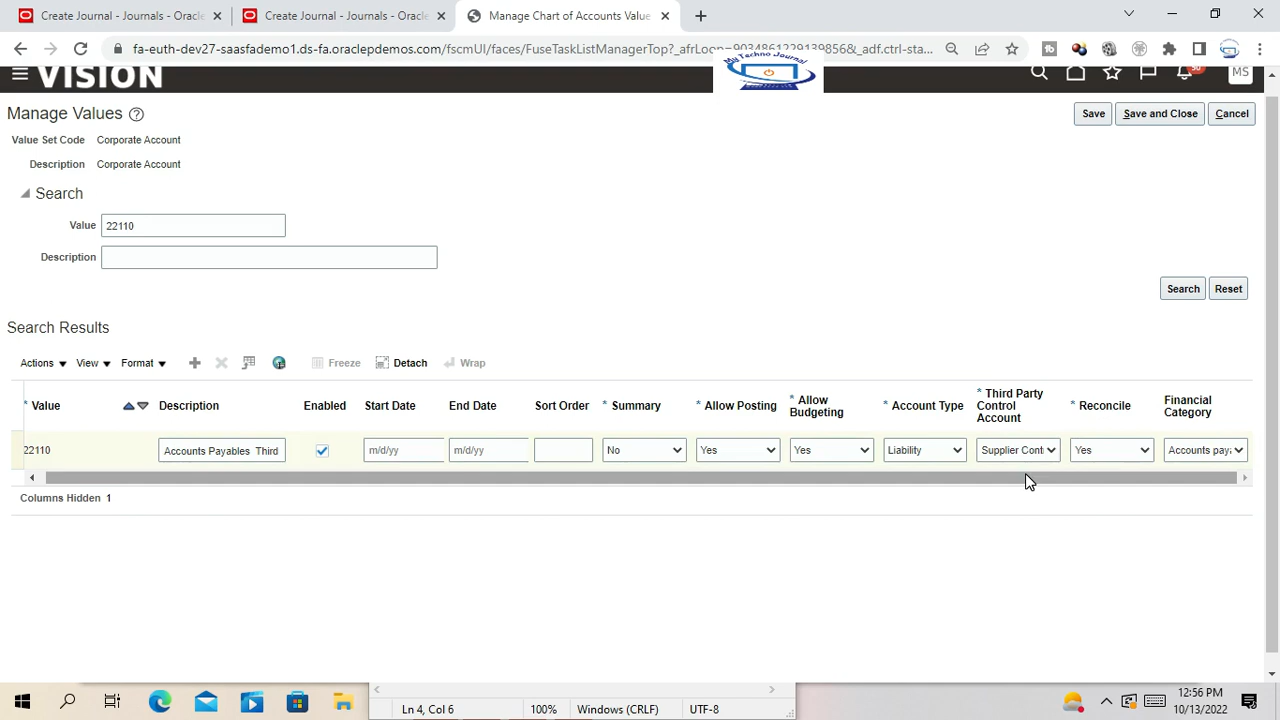 Create Journal - Journals - Oracle
Create Journal - Journals - Oracle
Manage Chart of Accounts Value
fa-euth-dev27-saasfademo1.ds-fa.oraclepdemos.com/fscmUI/faces/FuseTaskListManagerTop?_afrLoop=9034861229139856&_adf.ctrl-sta...
VISION
My Techno Journal
50
MS
Manage Values
Save
Save and Close
Cancel
Value Set Code Corporate Account
Description Corporate Account
Search
Value 22110
Description
Search Reset
Search Results
Actions View Format Freeze Detach Wrap
* Value Description Enabled Start Date End Date Sort Order * Summary * Allow Posting * Allow Budgeting * Account Type * Third Party Control Account * Reconcile Financial Category
22110 Accounts Payables Third m/d/yy m/d/yy No Yes Yes Liability Supplier Cont Yes Accounts pay
Columns Hidden 1
Ln 4, Col 6 100% Windows (CRLF) UTF-8
12:56 PM
10/13/2022